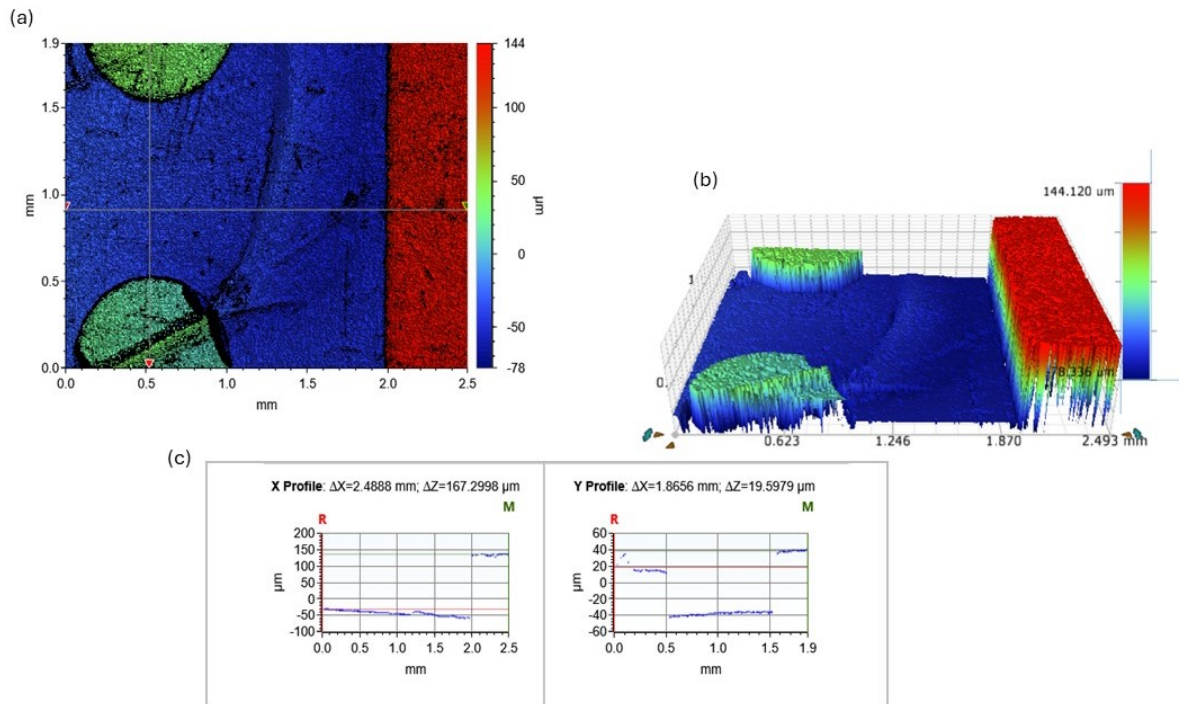 (a)
1.9
1.5
1.0
0.5
0.0
mm
0.0 0.5 1.0 1.5 2.0 2.5
mm
144
100
50
0
-50
-78
µm
(b)
144.120 um
78.336 um
1
0.
0.623 1.246 1.870 2.493 mm
(c)
X Profile: ΔX=2.4888 mm; ΔZ=167.2998 µm
R M
200
150
100
50
0
-50
-100
µm
0.0 0.5 1.0 1.5 2.0 2.5
mm
Y Profile: ΔX=1.8656 mm; ΔZ=19.5979 µm
R M
60
40
20
0
-20
-40
-60
µm
0.0 0.5 1.0 1.5 1.9
mm